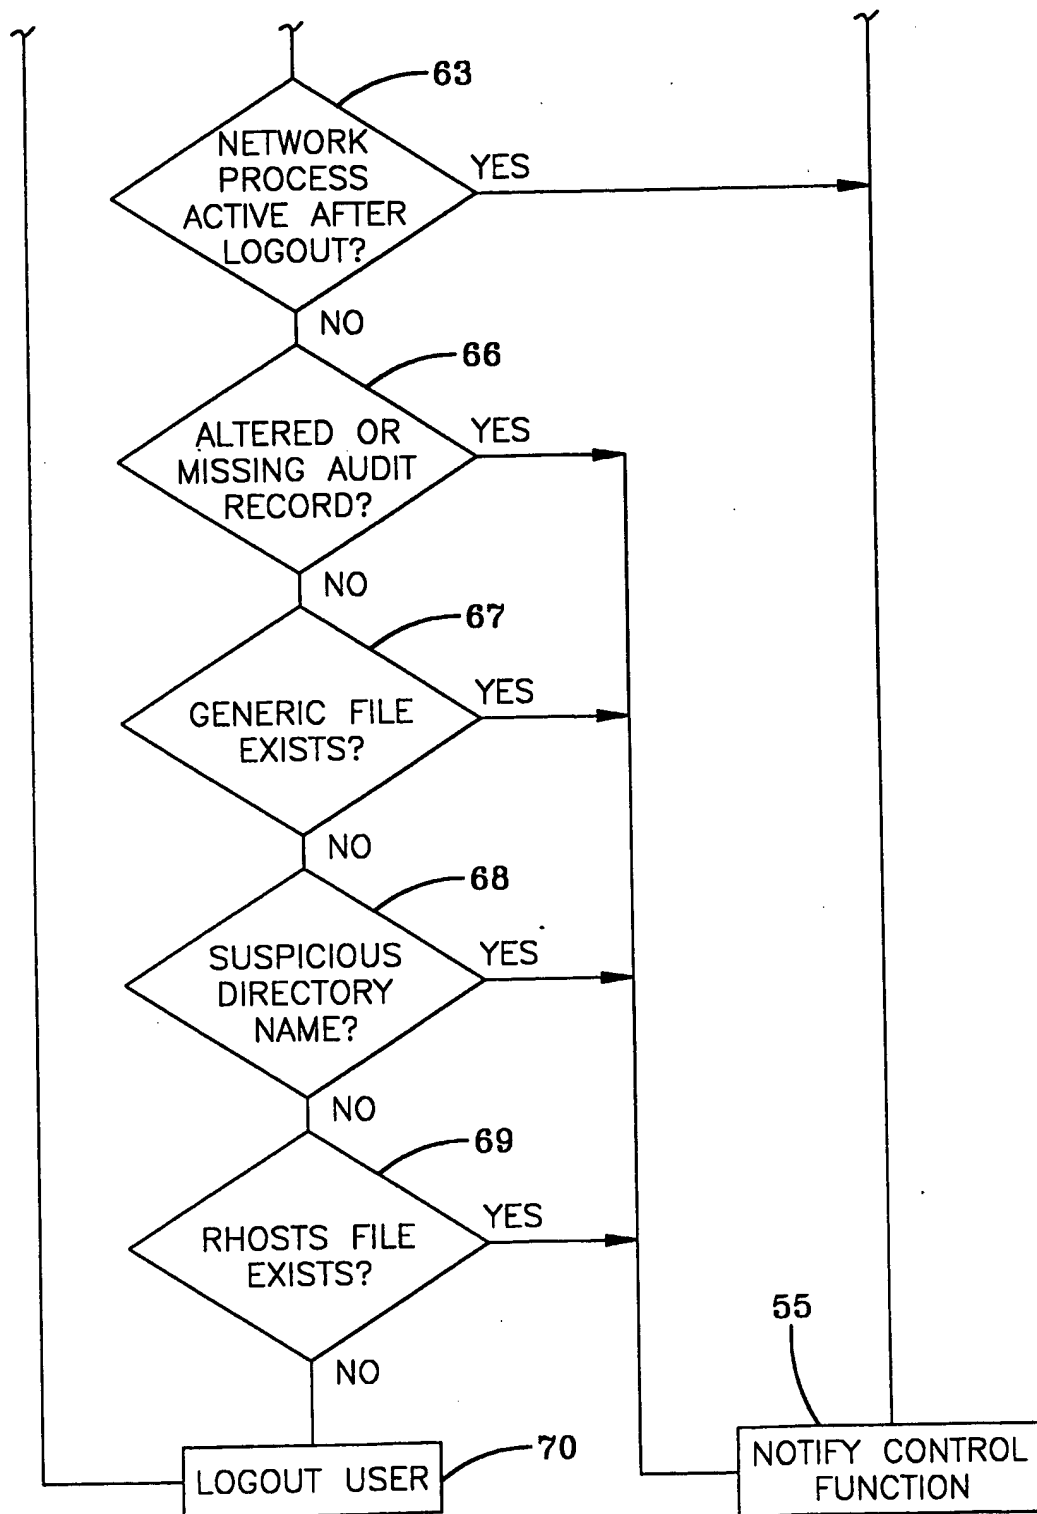 63
NETWORK
PROCESS
ACTIVE AFTER
LOGOUT?
YES
NO
66
ALTERED OR
MISSING AUDIT
RECORD?
YES
NO
67
GENERIC FILE
EXISTS?
YES
NO
68
SUSPICIOUS
DIRECTORY
NAME?
YES
NO
69
RHOSTS FILE
EXISTS?
YES
NO
70
LOGOUT USER
55
NOTIFY CONTROL
FUNCTION